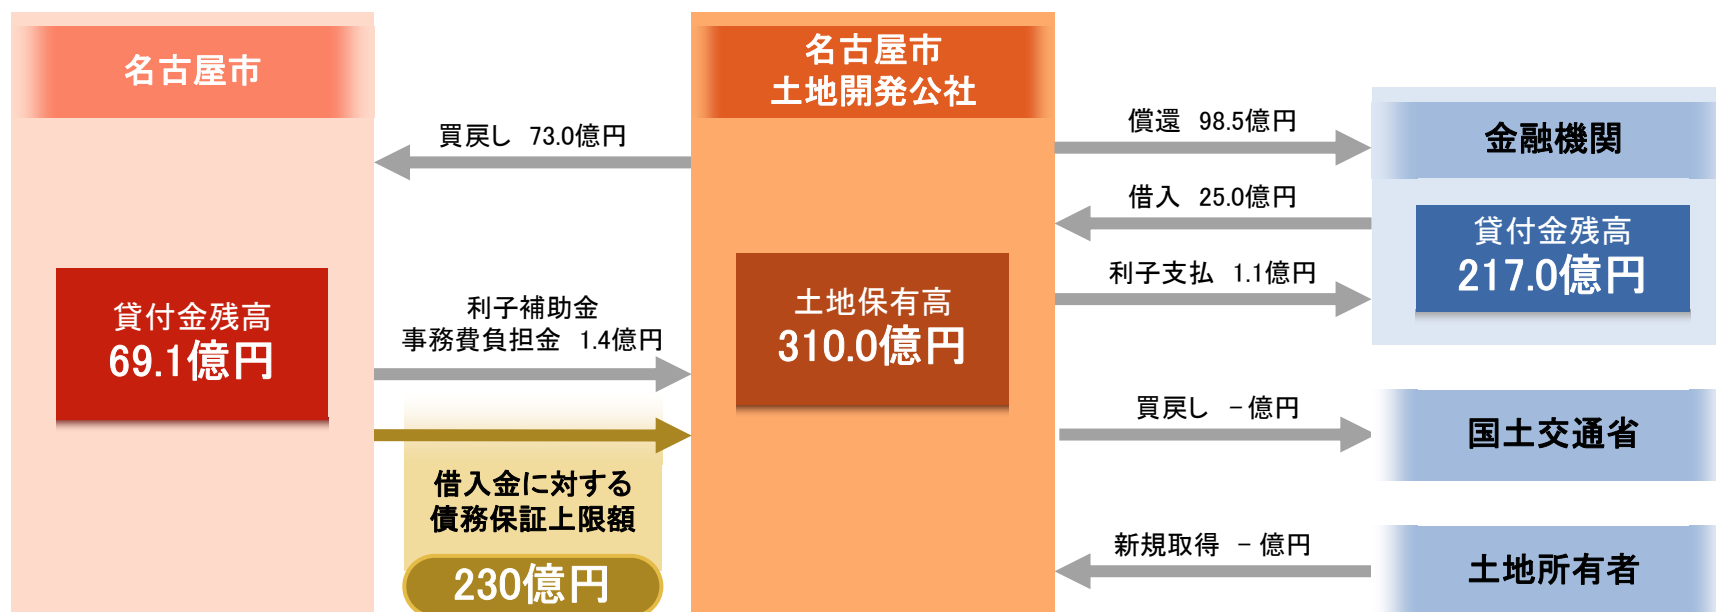 名古屋市
貸付金残高
69.1億円
買戻し 73.0億円
利子補助金
事務費負担金 1.4億円
借入金に対する
債務保証上限額
230億円
名古屋市
土地開発公社
土地保有高
310.0億円
償還 98.5億円
借入 25.0億円
利子支払 1.1億円
買戻し －億円
新規取得 －億円
金融機関
貸付金残高
217.0億円
国土交通省
土地所有者